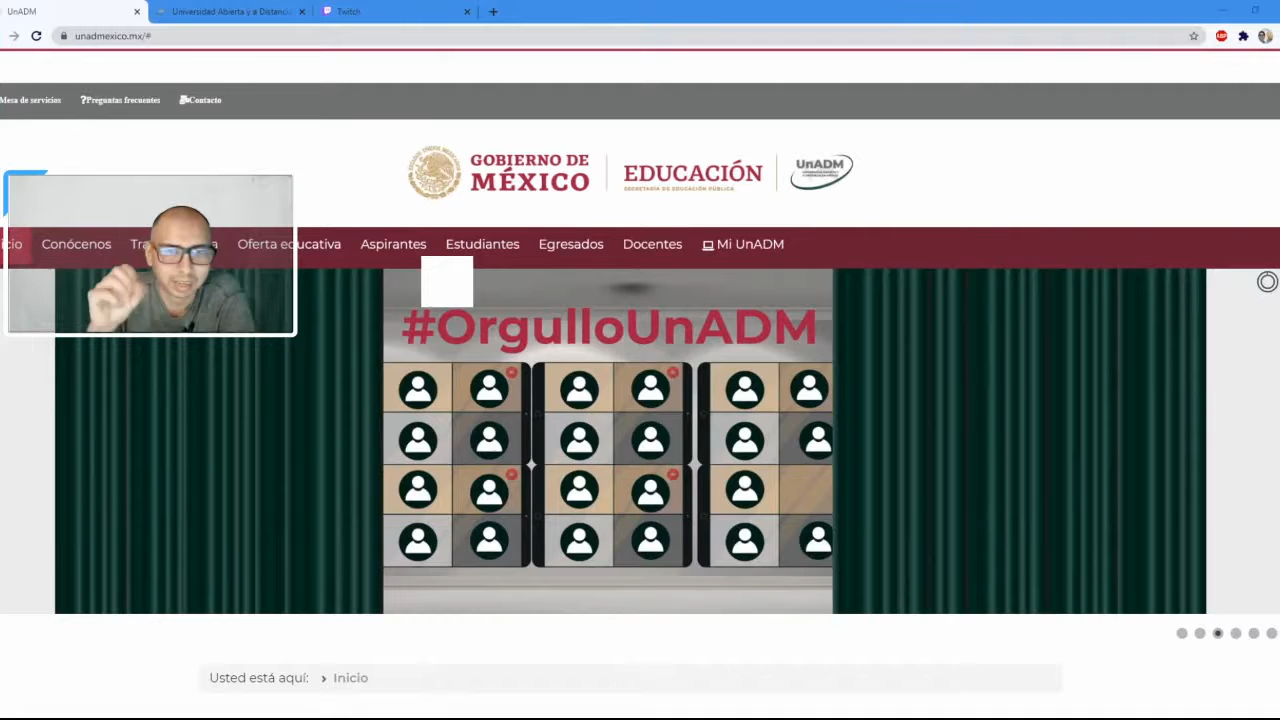 UnADM
Universidad Abierta y a Distancia
Twitch
unadmexico.mx/#
Mesa de servicios
?Preguntas frecuentes
Contacto
GOBIERNO DE
MÉXICO
EDUCACIÓN
SECRETARÍA DE EDUCACIÓN PÚBLICA
UnADM
Conócenos
Oferta educativa
Aspirantes
Estudiantes
Egresados
Docentes
Mi UnADM
#OrgulloUnADM
Usted está aquí: > Inicio